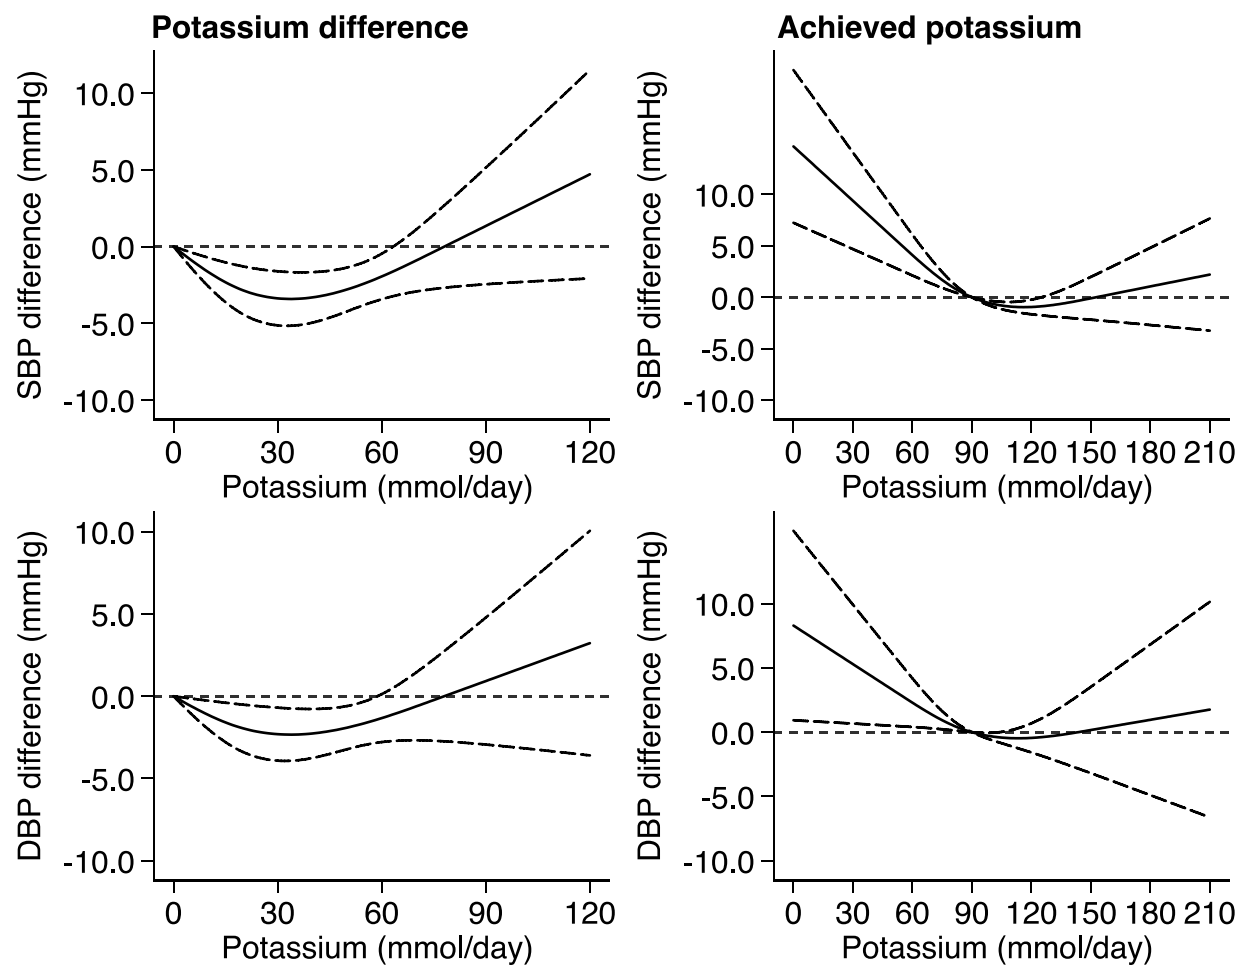 Potassium difference
SBP difference (mmHg)
10.0
5.0
0.0
-5.0
-10.0
0 30 60 90 120
Potassium (mmol/day)
Achieved potassium
SBP difference (mmHg)
10.0
5.0
0.0
-5.0
-10.0
0 30 60 90 120 150 180 210
Potassium (mmol/day)
DBP difference (mmHg)
10.0
5.0
0.0
-5.0
-10.0
0 30 60 90 120
Potassium (mmol/day)
DBP difference (mmHg)
10.0
5.0
0.0
-5.0
-10.0
0 30 60 90 120 150 180 210
Potassium (mmol/day)